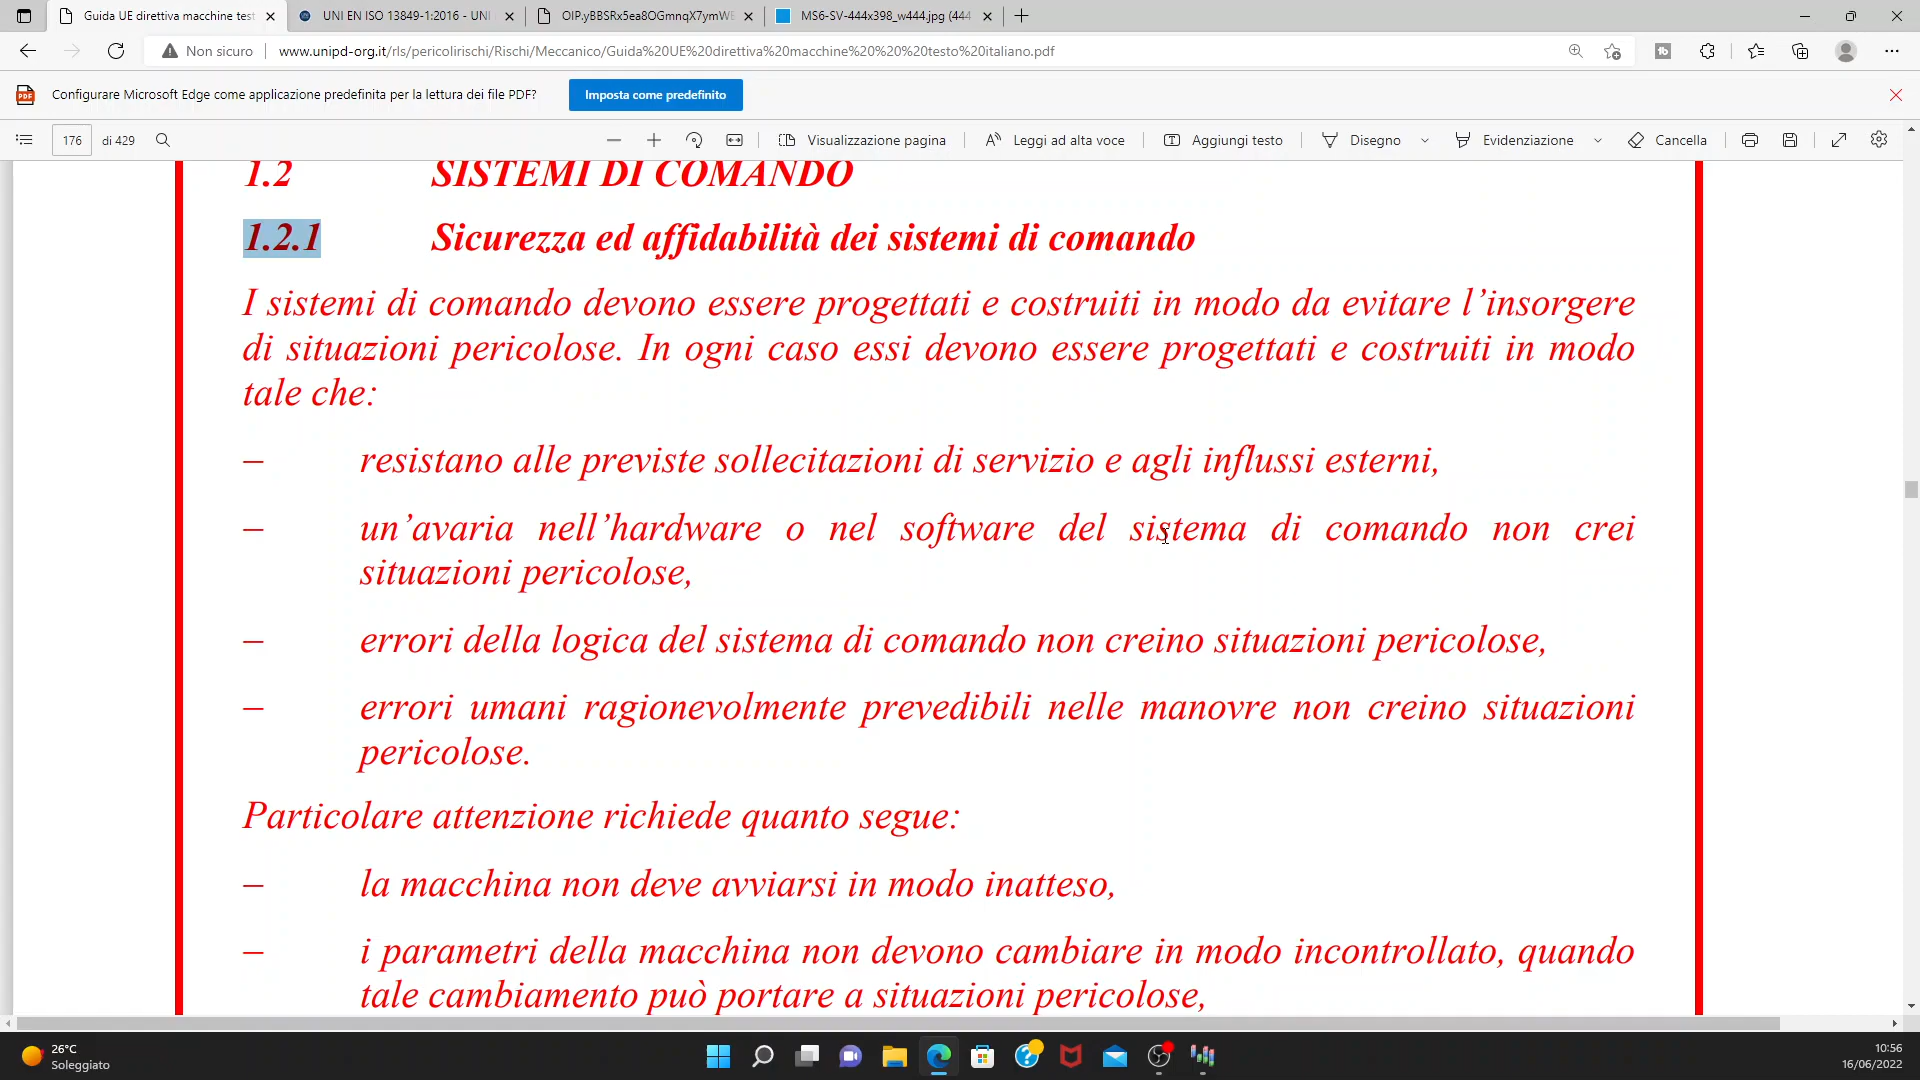 Guida UE direttiva macchine test
UNI EN ISO 13849-1:2016 - UNI
OIP.yBBSRx5ea8OGmnqX7ymWE
MS6-SV-444x398_w444.jpg (444
Non sicuro
www.unipd-org.it/rls/pericolirischi/Rischi/Meccanico/Guida%20UE%20direttiva%20macchine%20%20%20testo%20italiano.pdf
Configurare Microsoft Edge come applicazione predefinita per la lettura dei file PDF?
Imposta come predefinito
176 di 429
Visualizzazione pagina
Leggi ad alta voce
Aggiungi testo
Disegno
Evidenziazione
Cancella
1.2 SISTEMI DI COMANDO
1.2.1 Sicurezza ed affidabilità dei sistemi di comando
I sistemi di comando devono essere progettati e costruiti in modo da evitare l’insorgere
di situazioni pericolose. In ogni caso essi devono essere progettati e costruiti in modo
tale che:
– resistano alle previste sollecitazioni di servizio e agli influssi esterni,
– un’avaria nell’hardware o nel software del sistema di comando non crei
situazioni pericolose,
– errori della logica del sistema di comando non creino situazioni pericolose,
– errori umani ragionevolmente prevedibili nelle manovre non creino situazioni
pericolose.
Particolare attenzione richiede quanto segue:
– la macchina non deve avviarsi in modo inatteso,
– i parametri della macchina non devono cambiare in modo incontrollato, quando
tale cambiamento può portare a situazioni pericolose,
26°C
Soleggiato
10:56
16/06/2022